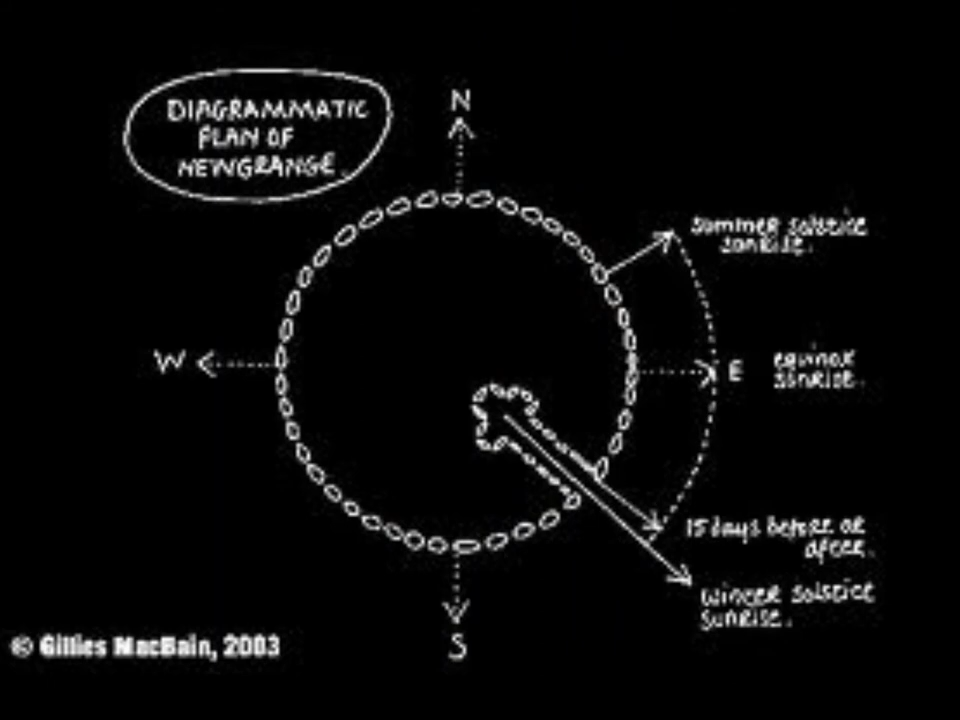 DIAGRAMMATIC
PLAN OF
NEWGRANGE.
N
summer solstice
sunrise.
W
E
equinox
sunrise.
15 days before or
after.
winter solstice
sunrise.
S
© Gillies MacBain, 2003